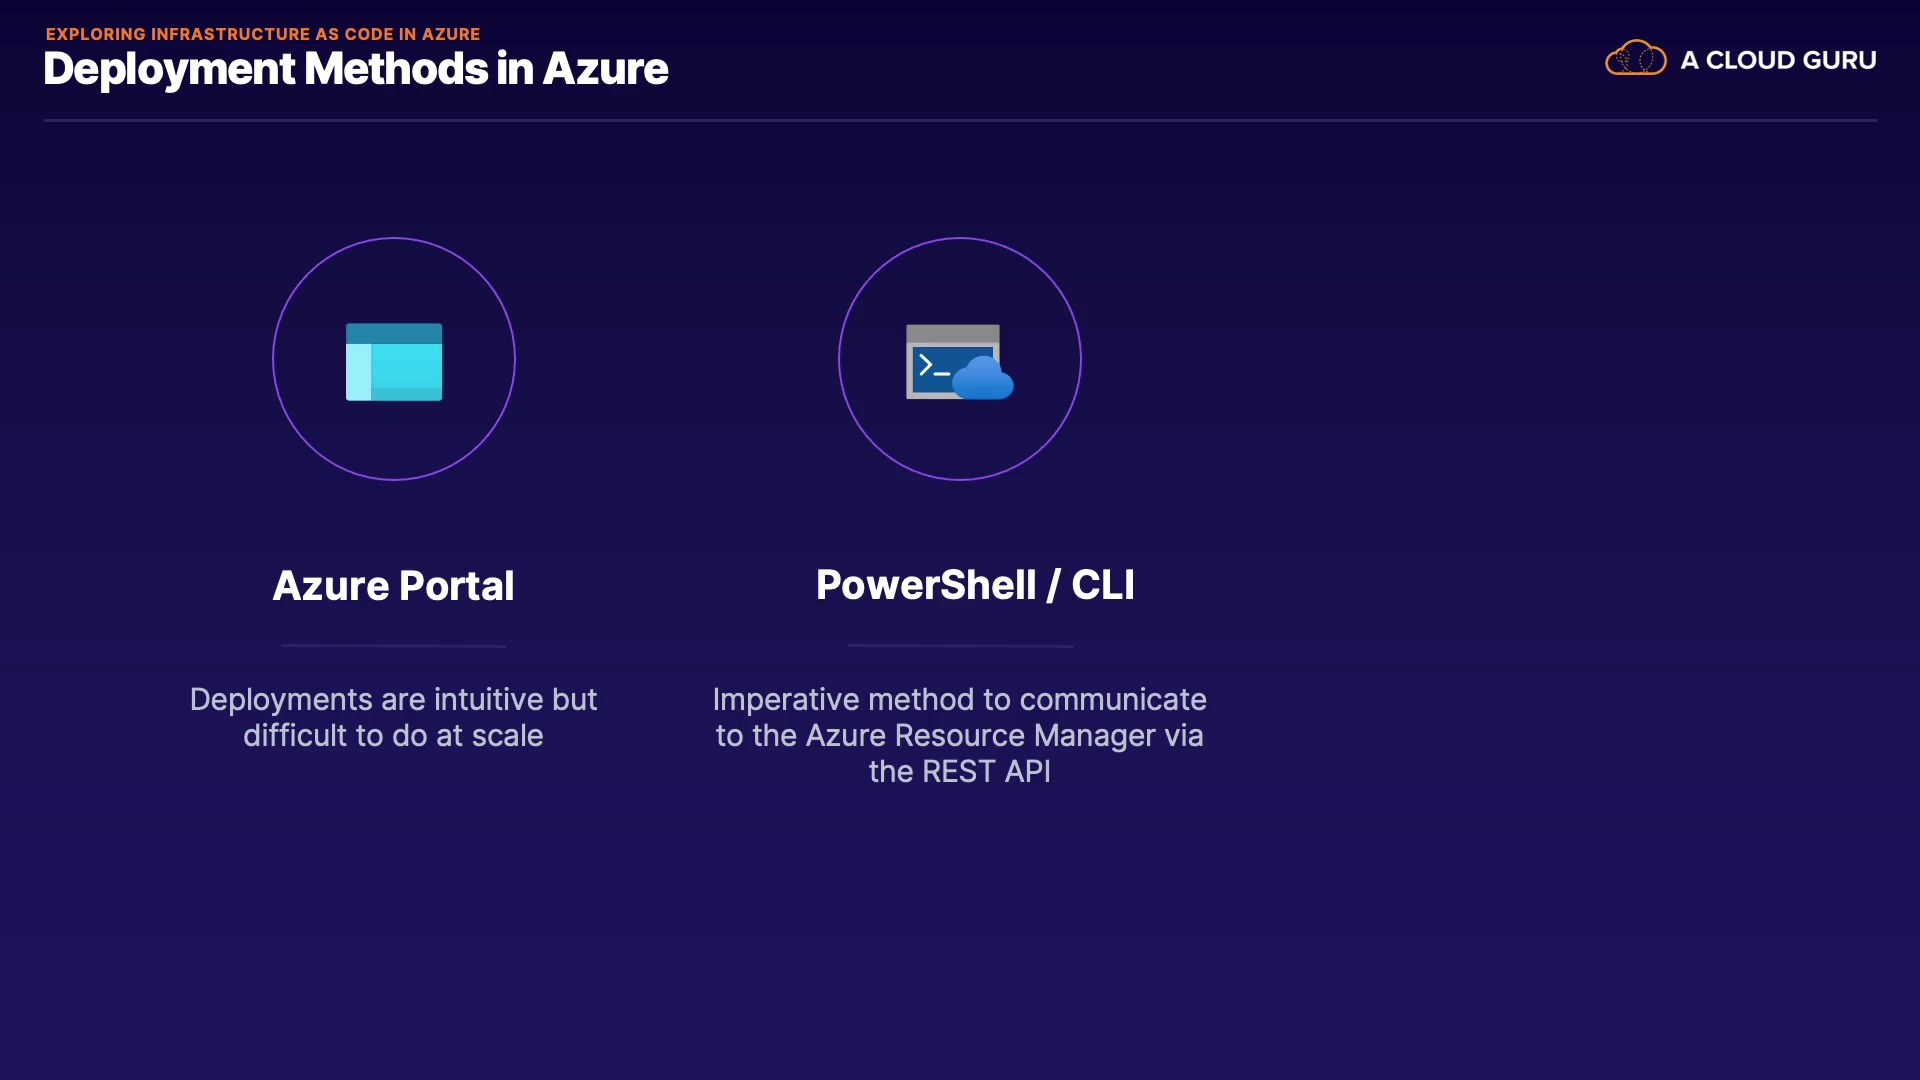 EXPLORING INFRASTRUCTURE AS CODE IN AZURE
Deployment Methods in Azure
A CLOUD GURU
Azure Portal
Deployments are intuitive but
difficult to do at scale
PowerShell / CLI
Imperative method to communicate
to the Azure Resource Manager via
the REST API